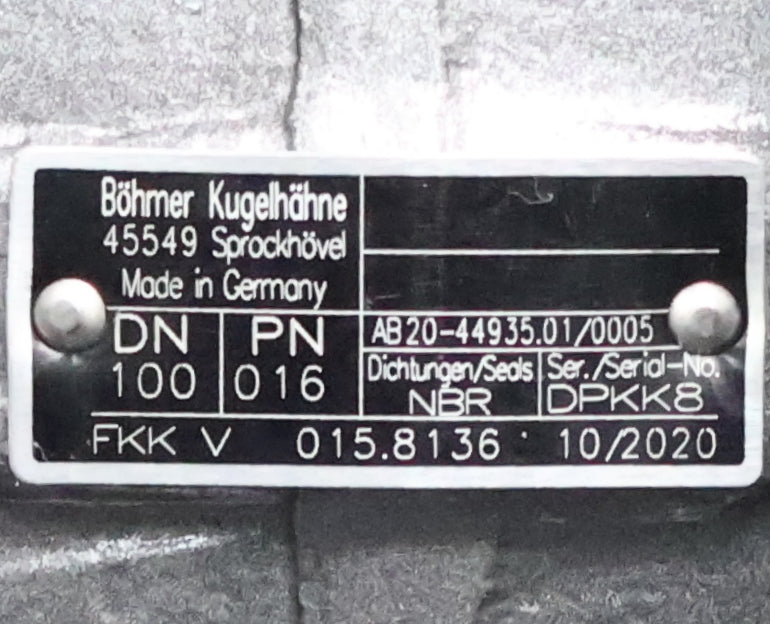 Böhmer Kugelhähne
45549 Sprockhövel
Made in Germany
DN
100
PN
016
AB20-44935.01/0005
Dichtungen/Seals
NBR
Ser./Serial-No.
DPKK8
FKK V 015.8136 10/2020